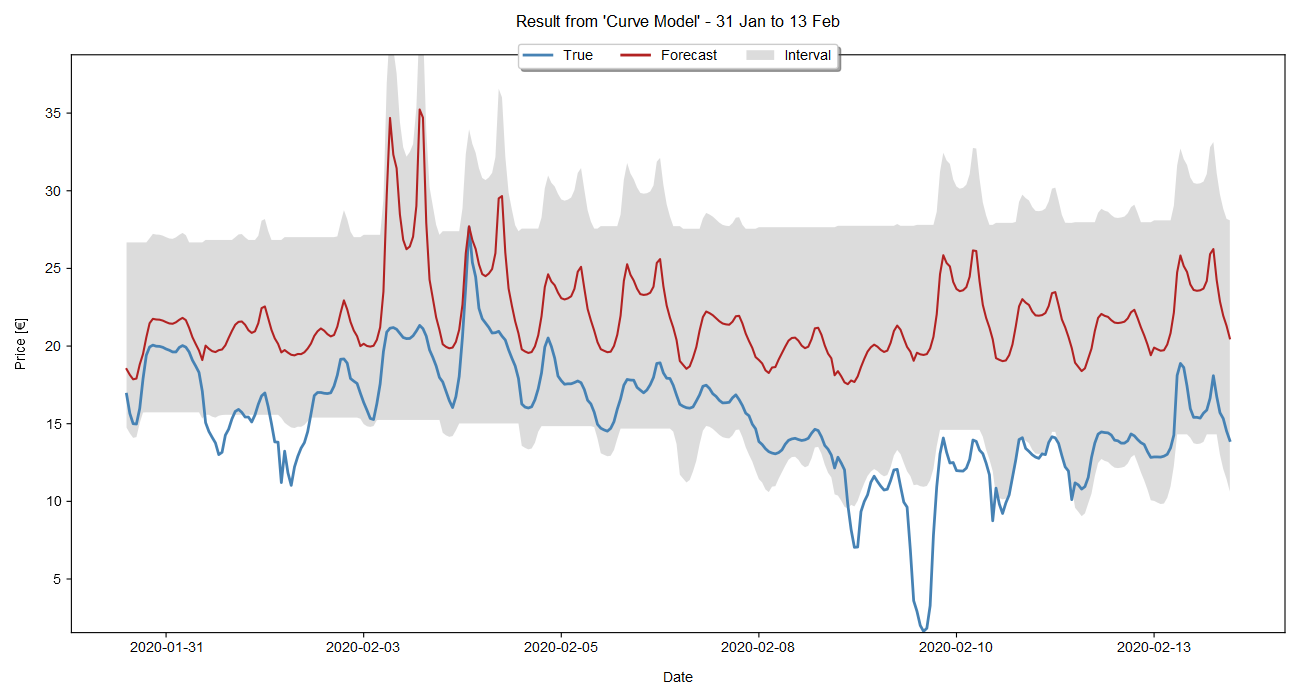 Result from 'Curve Model' - 31 Jan to 13 Feb
True Forecast Interval
Price [€]
35
30
25
20
15
10
5
2020-01-31 2020-02-03 2020-02-05 2020-02-08 2020-02-10 2020-02-13
Date